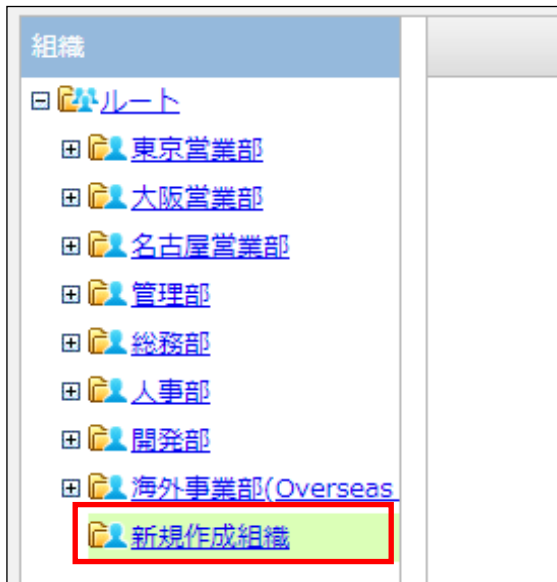 組織
ルート
東京営業部
大阪営業部
名古屋営業部
管理部
総務部
人事部
開発部
海外事業部(Overseas
新規作成組織